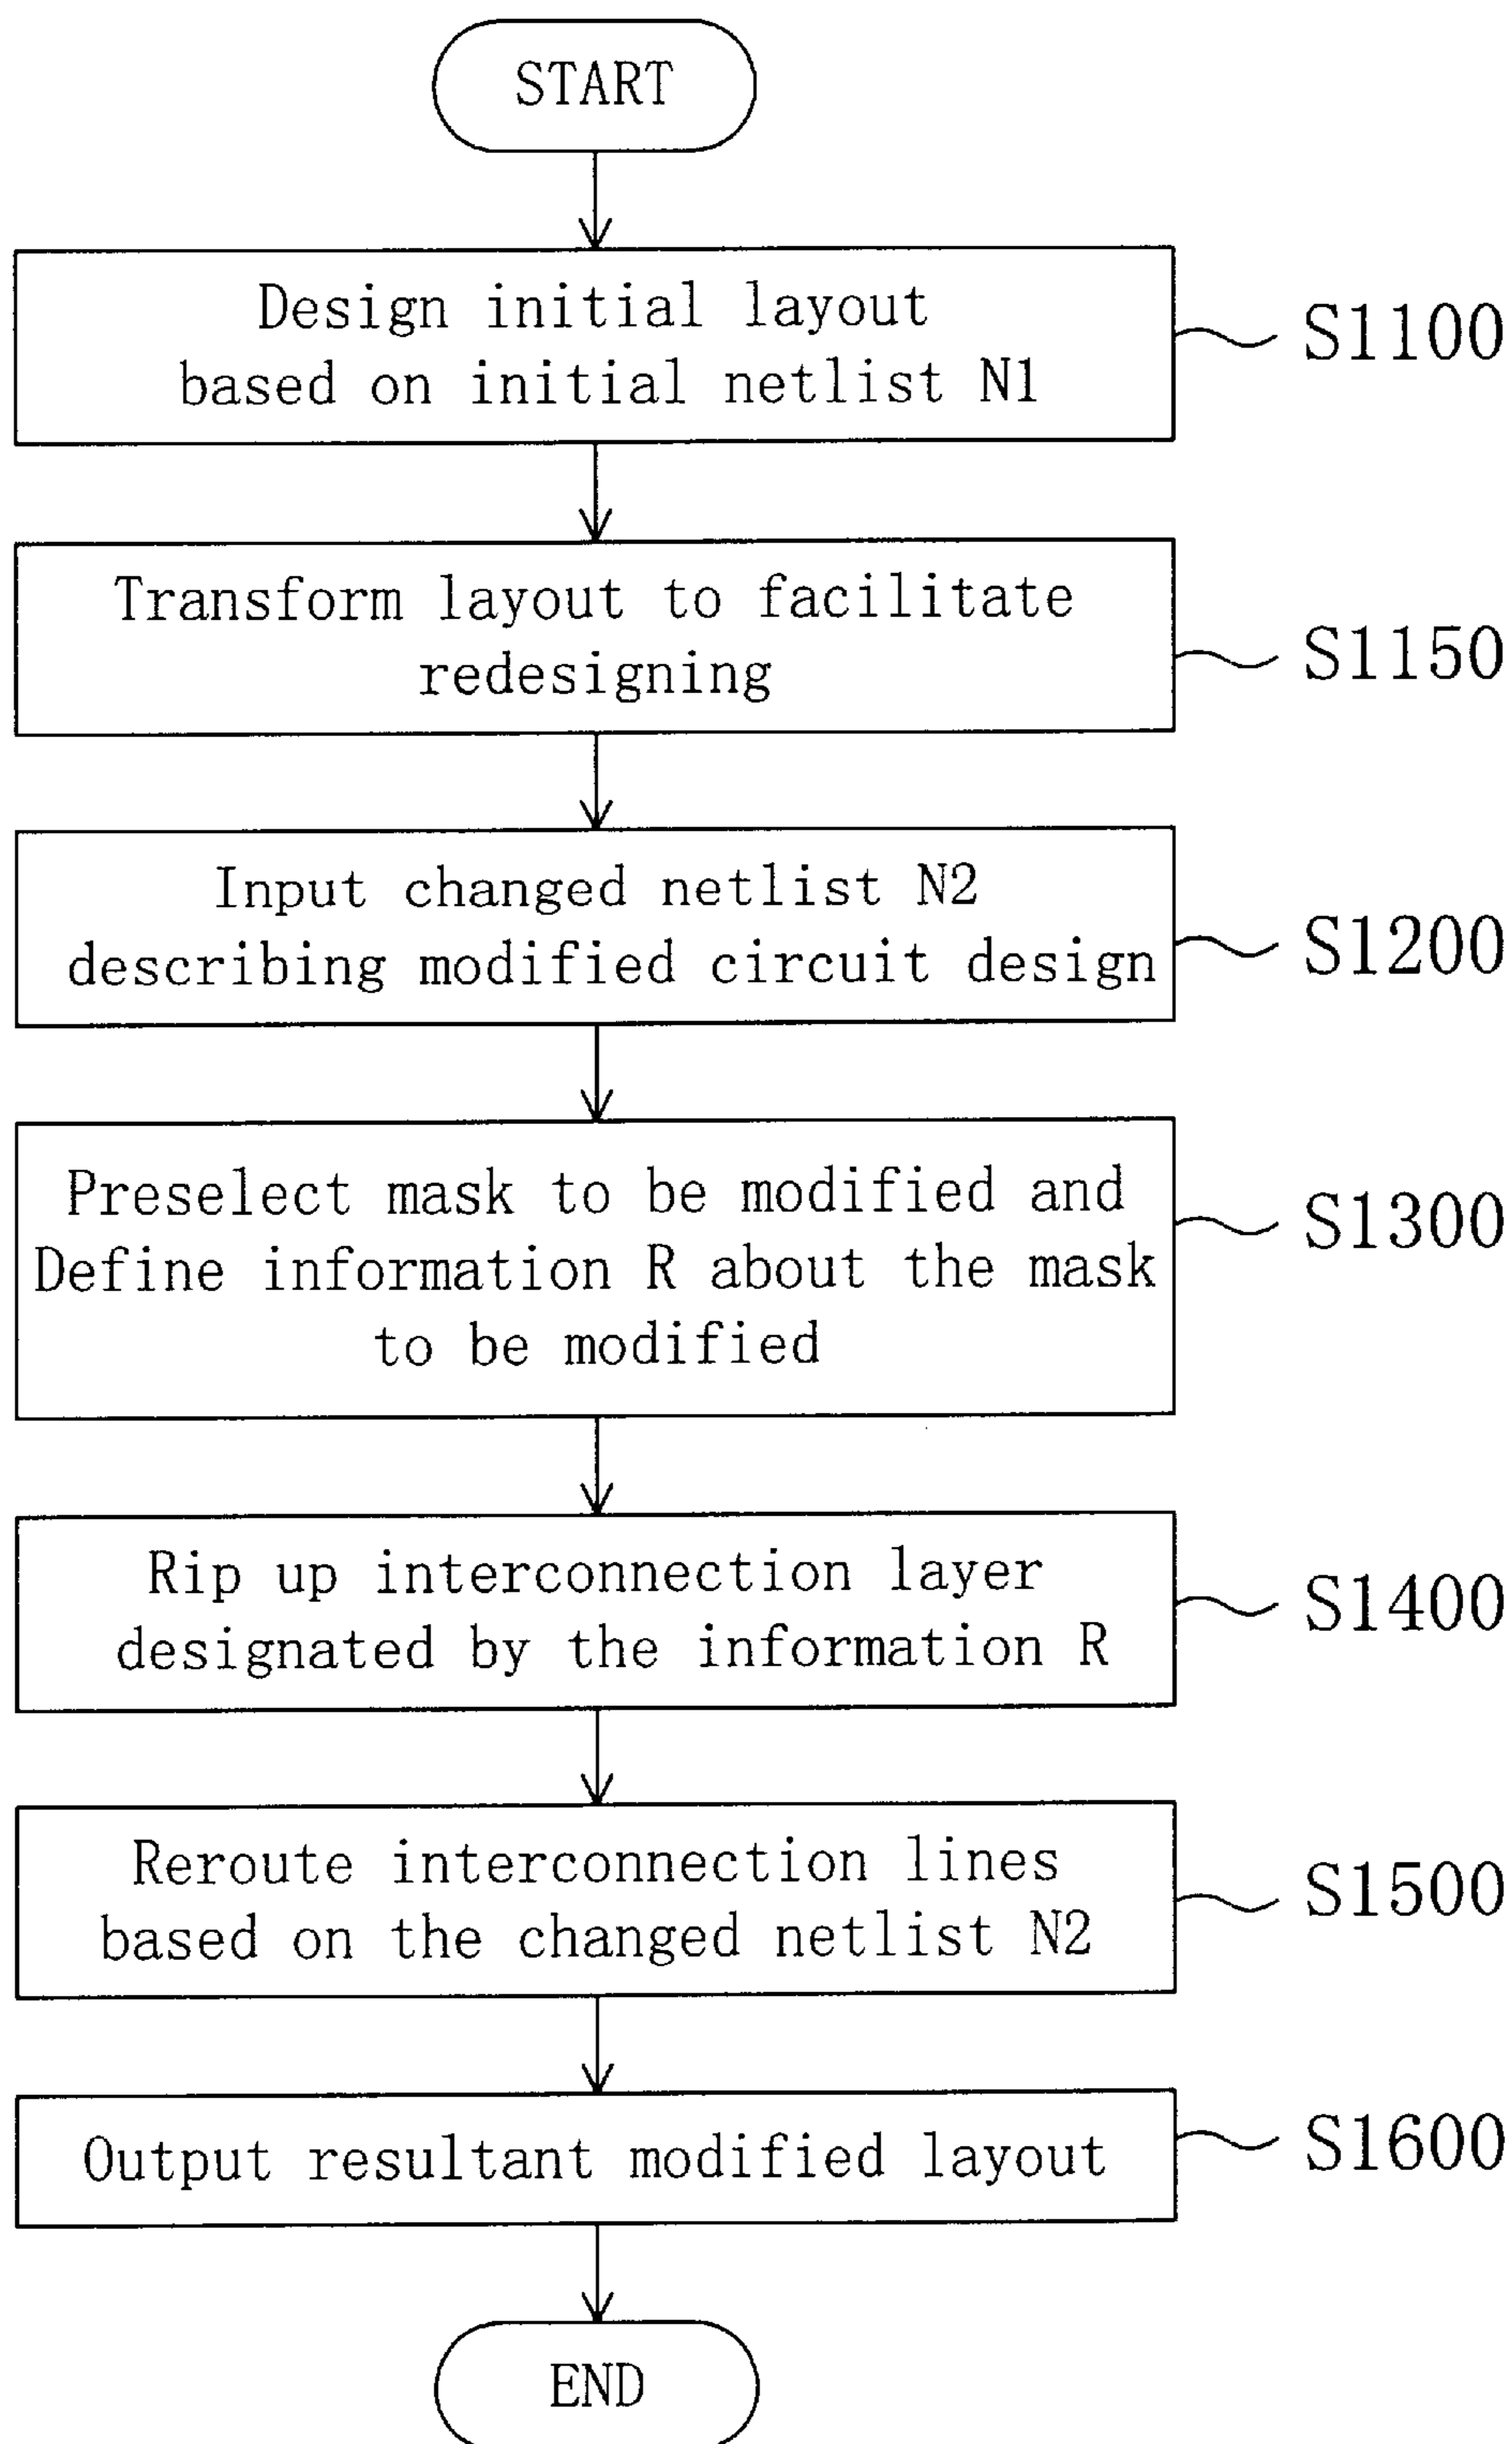 START
Design initial layout
based on initial netlist N1
S1100
Transform layout to facilitate
redesigning
S1150
Input changed netlist N2
describing modified circuit design
S1200
Preselect mask to be modified and
Define information R about the mask
to be modified
S1300
Rip up interconnection layer
designated by the information R
S1400
Reroute interconnection lines
based on the changed netlist N2
S1500
Output resultant modified layout
S1600
END